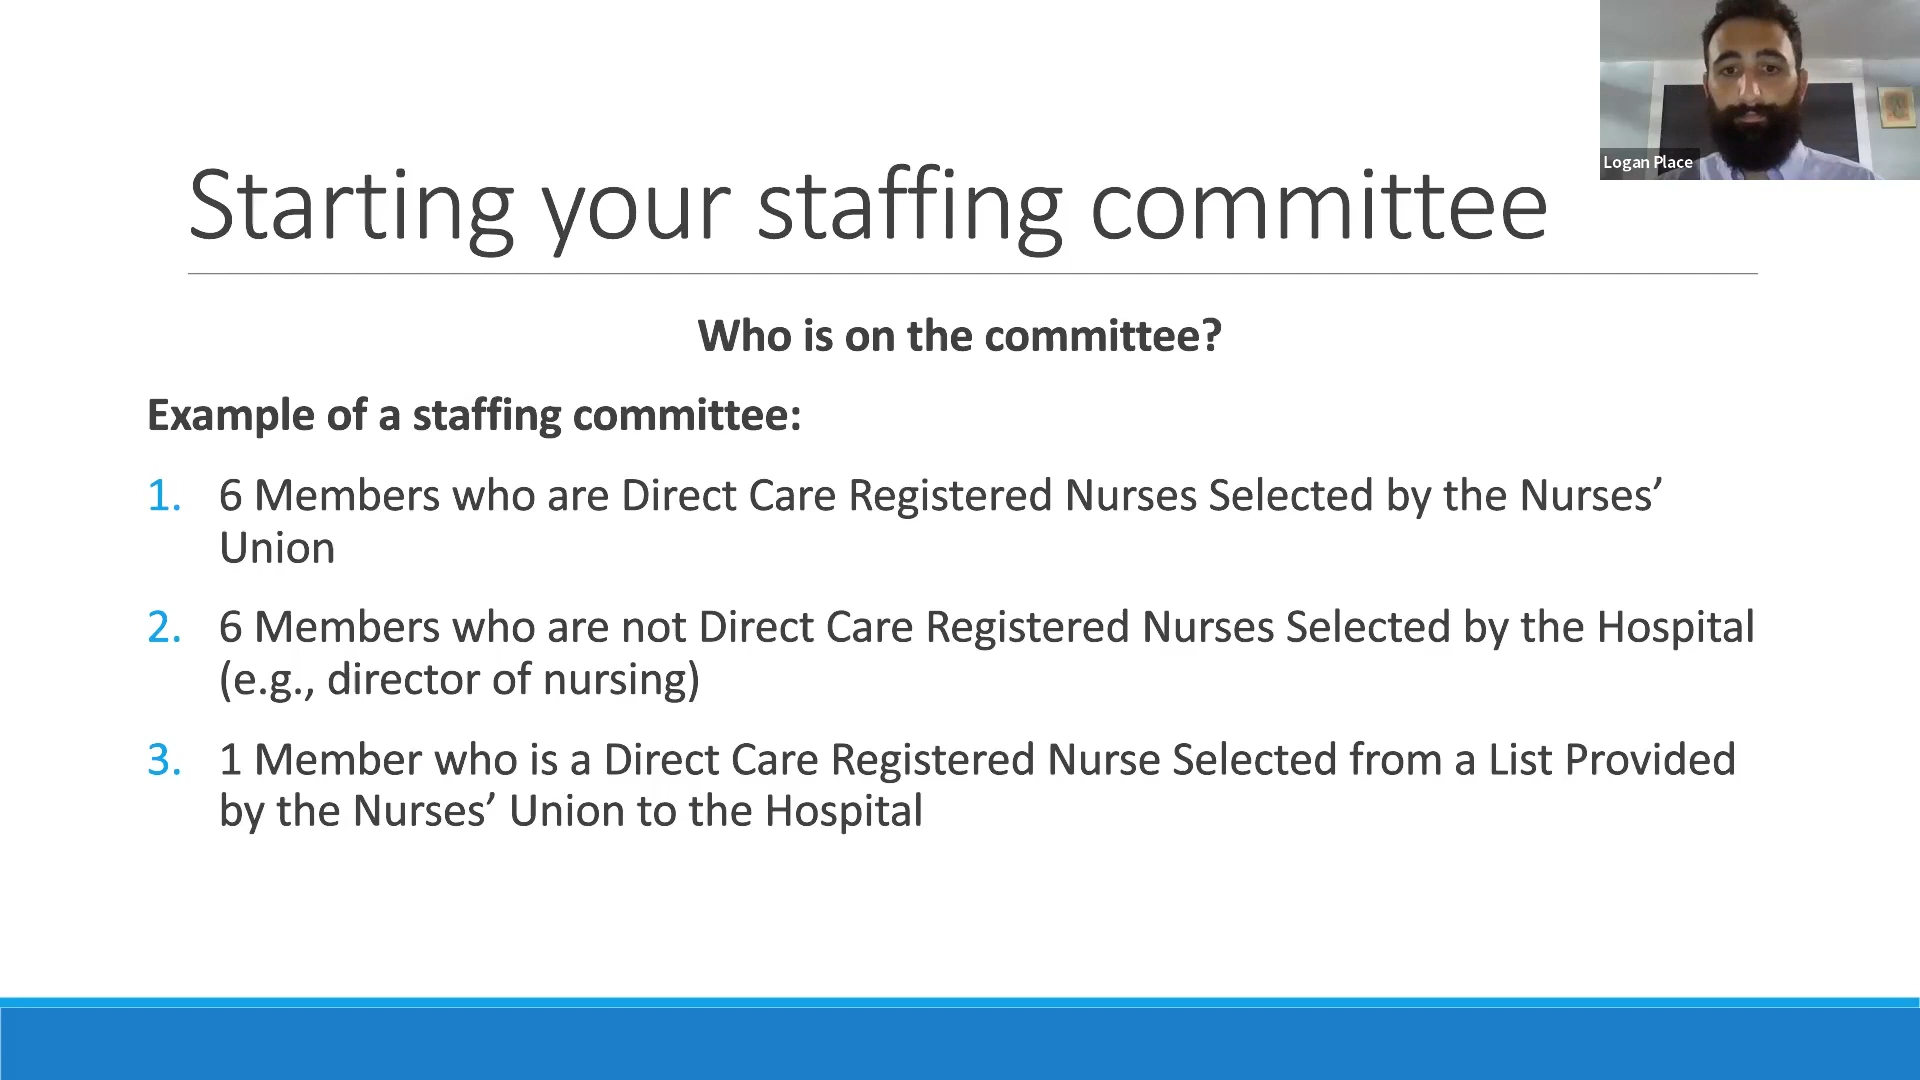 Logan Place
Starting your staffing committee
Who is on the committee?
Example of a staffing committee:
1. 6 Members who are Direct Care Registered Nurses Selected by the Nurses’
Union
2. 6 Members who are not Direct Care Registered Nurses Selected by the Hospital
(e.g., director of nursing)
3. 1 Member who is a Direct Care Registered Nurse Selected from a List Provided
by the Nurses’ Union to the Hospital